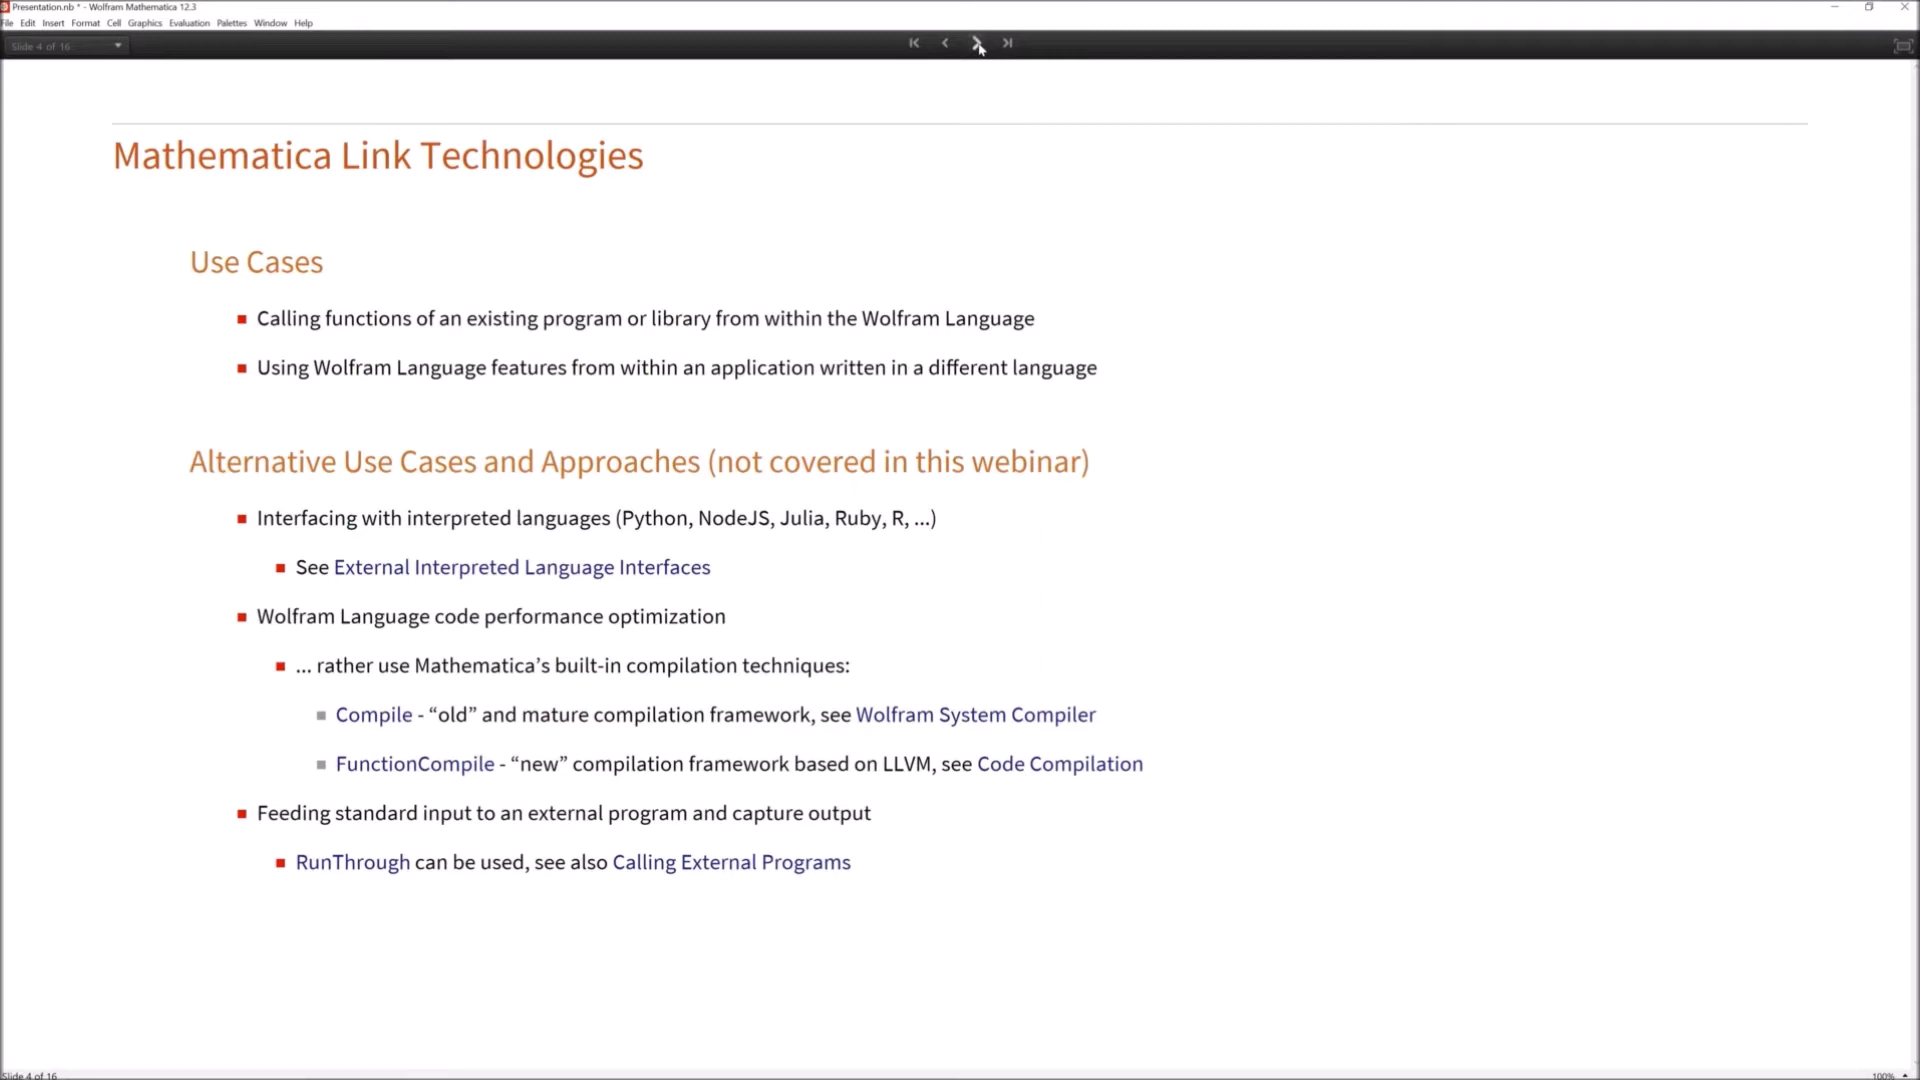 Presentation.nb * - Wolfram Mathematica 12.3
File Edit Insert Format Cell Graphics Evaluation Palettes Window Help
Slide 4 of 16
Mathematica Link Technologies
Use Cases
Calling functions of an existing program or library from within the Wolfram Language
Using Wolfram Language features from within an application written in a different language
Alternative Use Cases and Approaches (not covered in this webinar)
Interfacing with interpreted languages (Python, NodeJS, Julia, Ruby, R, ...)
See External Interpreted Language Interfaces
Wolfram Language code performance optimization
... rather use Mathematica’s built-in compilation techniques:
Compile - “old” and mature compilation framework, see Wolfram System Compiler
FunctionCompile - “new” compilation framework based on LLVM, see Code Compilation
Feeding standard input to an external program and capture output
RunThrough can be used, see also Calling External Programs
Slide 4 of 16
100%